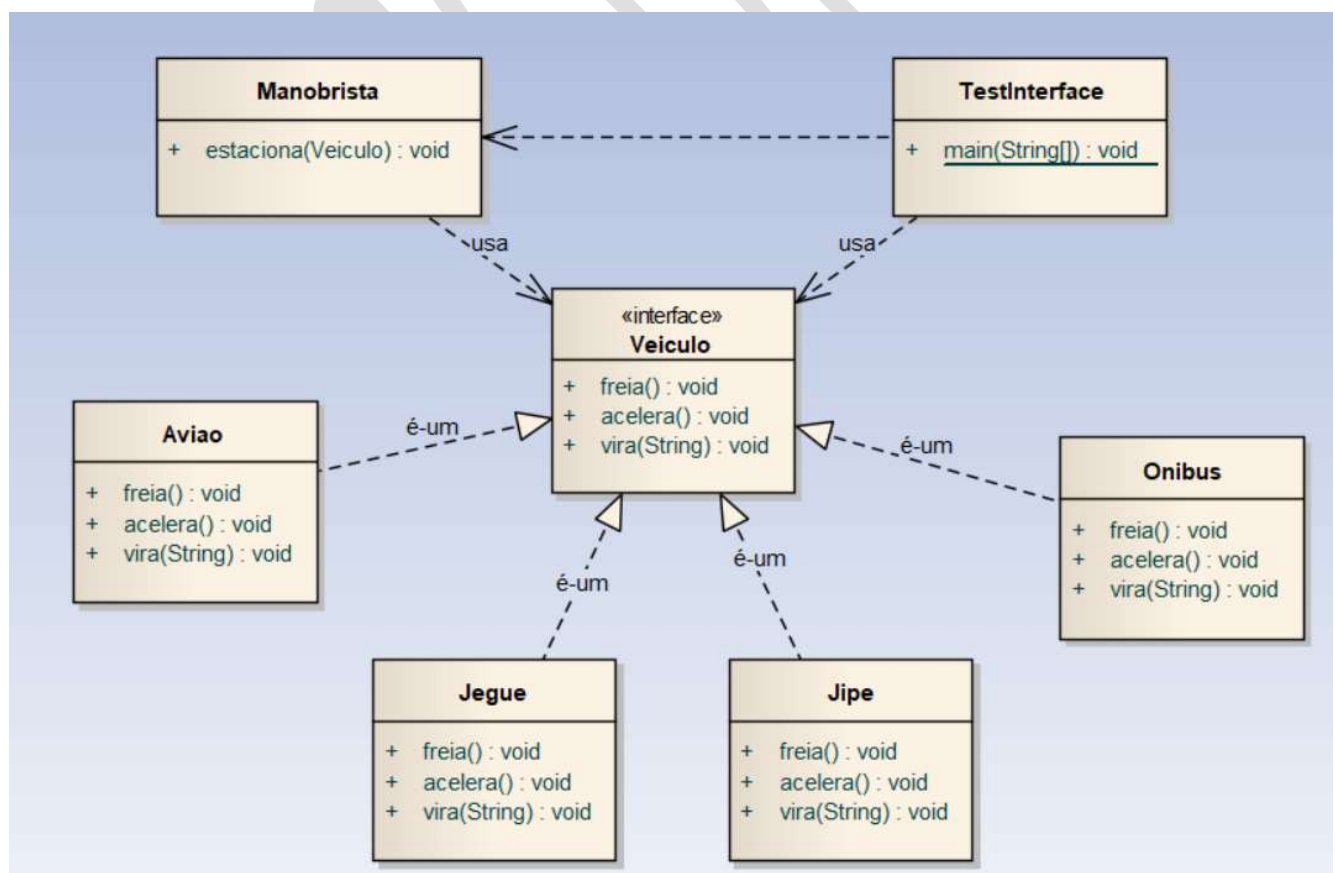 Manobrista
+ estaciona(Veiculo) : void
TestInterface
+ main(String[]) : void
usa
usa
«interface»
Veiculo
+ freia() : void
+ acelera() : void
+ vira(String) : void
Aviao
+ freia() : void
+ acelera() : void
+ vira(String) : void
é-um
é-um
Onibus
+ freia() : void
+ acelera() : void
+ vira(String) : void
é-um
é-um
Jegue
+ freia() : void
+ acelera() : void
+ vira(String) : void
Jipe
+ freia() : void
+ acelera() : void
+ vira(String) : void